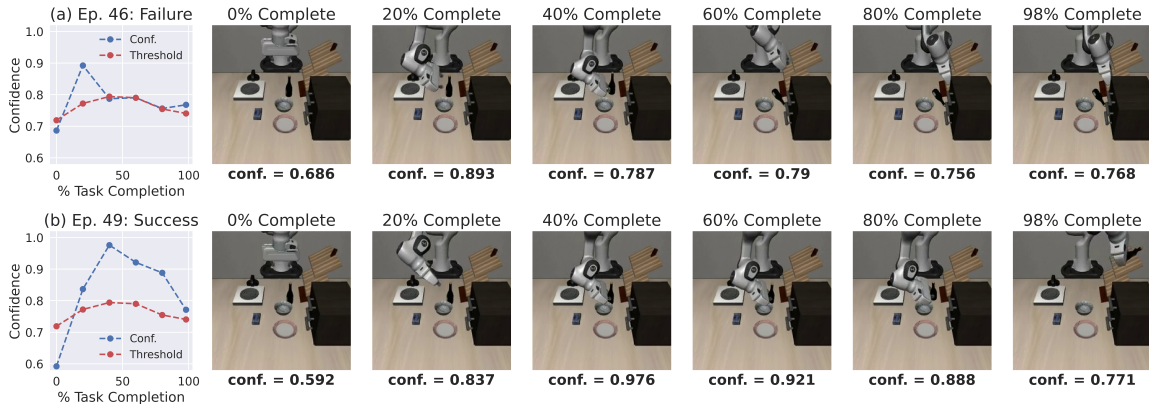 (a) Ep. 46: Failure
0% Complete
20% Complete
40% Complete
60% Complete
80% Complete
98% Complete
1.0
0.9
0.8
0.7
0.6
Confidence
Conf.
Threshold
0
50
100
% Task Completion
conf. = 0.686
conf. = 0.893
conf. = 0.787
conf. = 0.79
conf. = 0.756
conf. = 0.768
(b) Ep. 49: Success
0% Complete
20% Complete
40% Complete
60% Complete
80% Complete
98% Complete
1.0
0.9
0.8
0.7
0.6
Confidence
Conf.
Threshold
0
50
100
% Task Completion
conf. = 0.592
conf. = 0.837
conf. = 0.976
conf. = 0.921
conf. = 0.888
conf. = 0.771